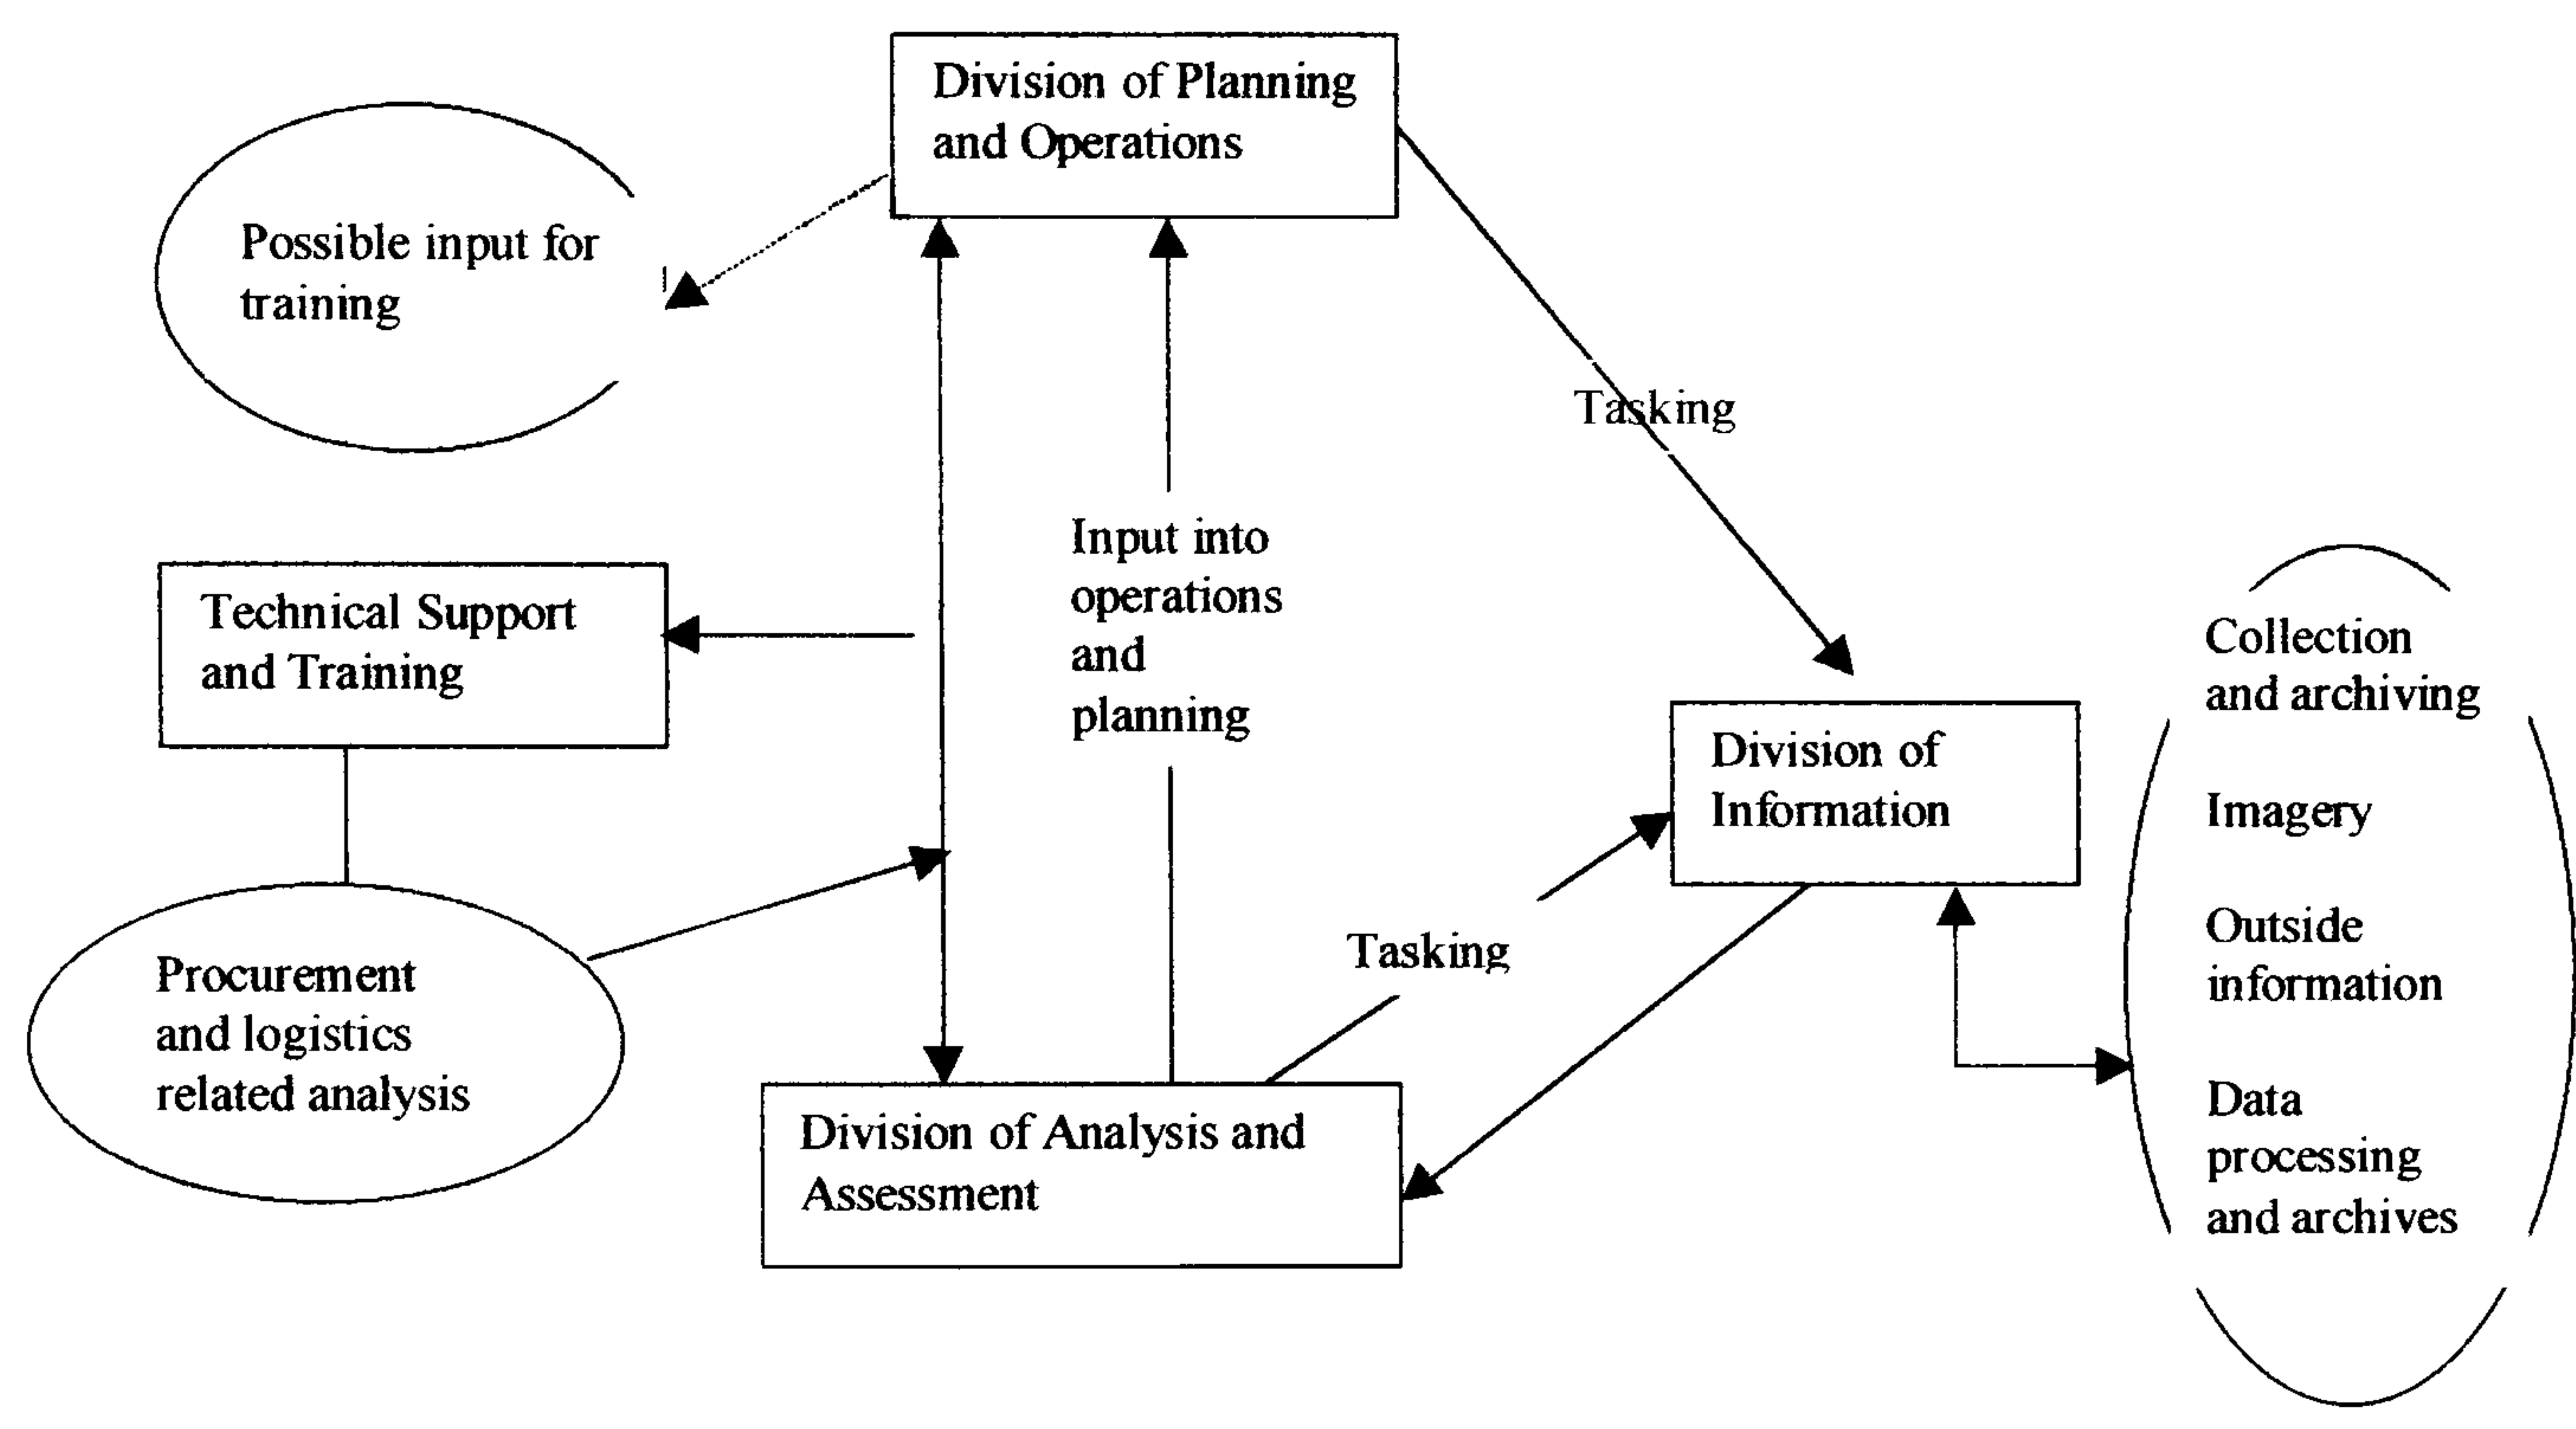 Division of Planning
and Operations
Possible input for
training
Tasking
Input into
operations
and
planning
Technical Support
and Training
Collection
and archiving
Imagery
Outside
information
Data
processing
and archives
Division of
Information
Tasking
Procurement
and logistics
related analysis
Division of Analysis and
Assessment